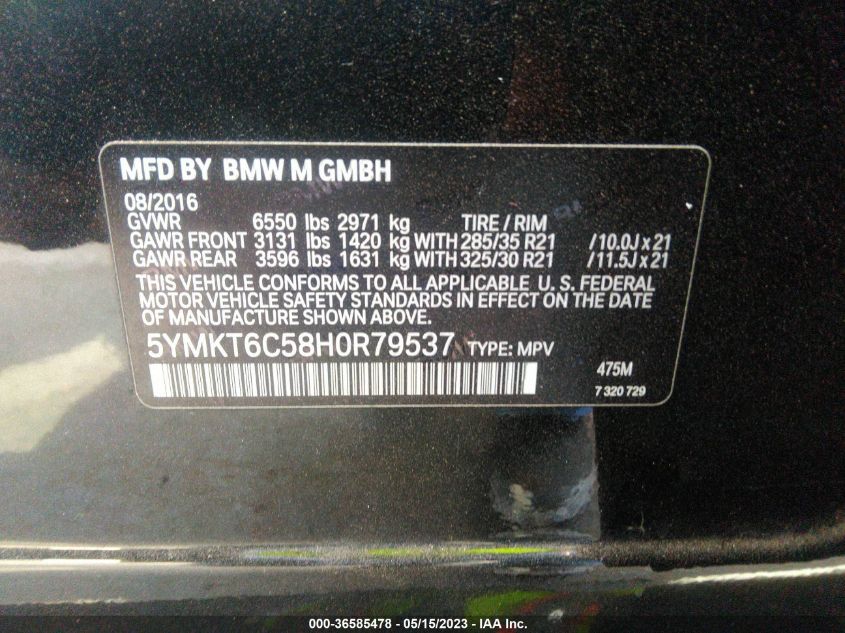 MFD BY BMW M GMBH
08/2016
GVWR 6550 lbs 2971 kg TIRE / RIM
GAWR FRONT 3131 lbs 1420 kg WITH 285/35 R21 / 10.0J x 21
GAWR REAR 3596 lbs 1631 kg WITH 325/30 R21 / 11.5J x 21
THIS VEHICLE CONFORMS TO ALL APPLICABLE U. S. FEDERAL
MOTOR VEHICLE SAFETY STANDARDS IN EFFECT ON THE DATE
OF MANUFACTURE SHOWN ABOVE.
5YMKT6C58H0R79537 TYPE: MPV
475M
7 320 729
000-36585478 - 05/15/2023 - IAA Inc.